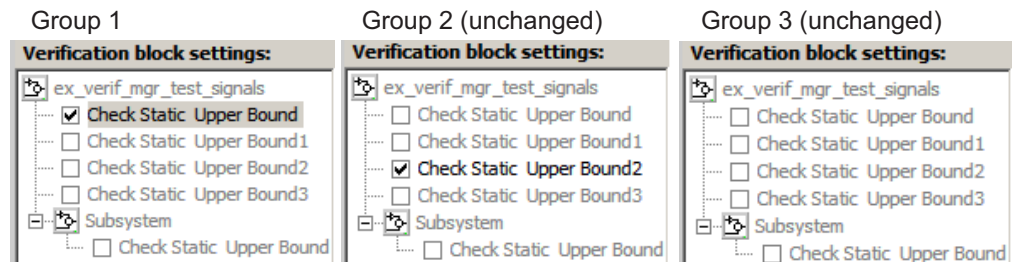 Group 1
Verification block settings:
ex_verif_mgr_test_signals
Check Static Upper Bound
Check Static Upper Bound1
Check Static Upper Bound2
Check Static Upper Bound3
Subsystem
Check Static Upper Bound
Group 2 (unchanged)
Verification block settings:
ex_verif_mgr_test_signals
Check Static Upper Bound
Check Static Upper Bound1
Check Static Upper Bound2
Check Static Upper Bound3
Subsystem
Check Static Upper Bound
Group 3 (unchanged)
Verification block settings:
ex_verif_mgr_test_signals
Check Static Upper Bound
Check Static Upper Bound1
Check Static Upper Bound2
Check Static Upper Bound3
Subsystem
Check Static Upper Bound